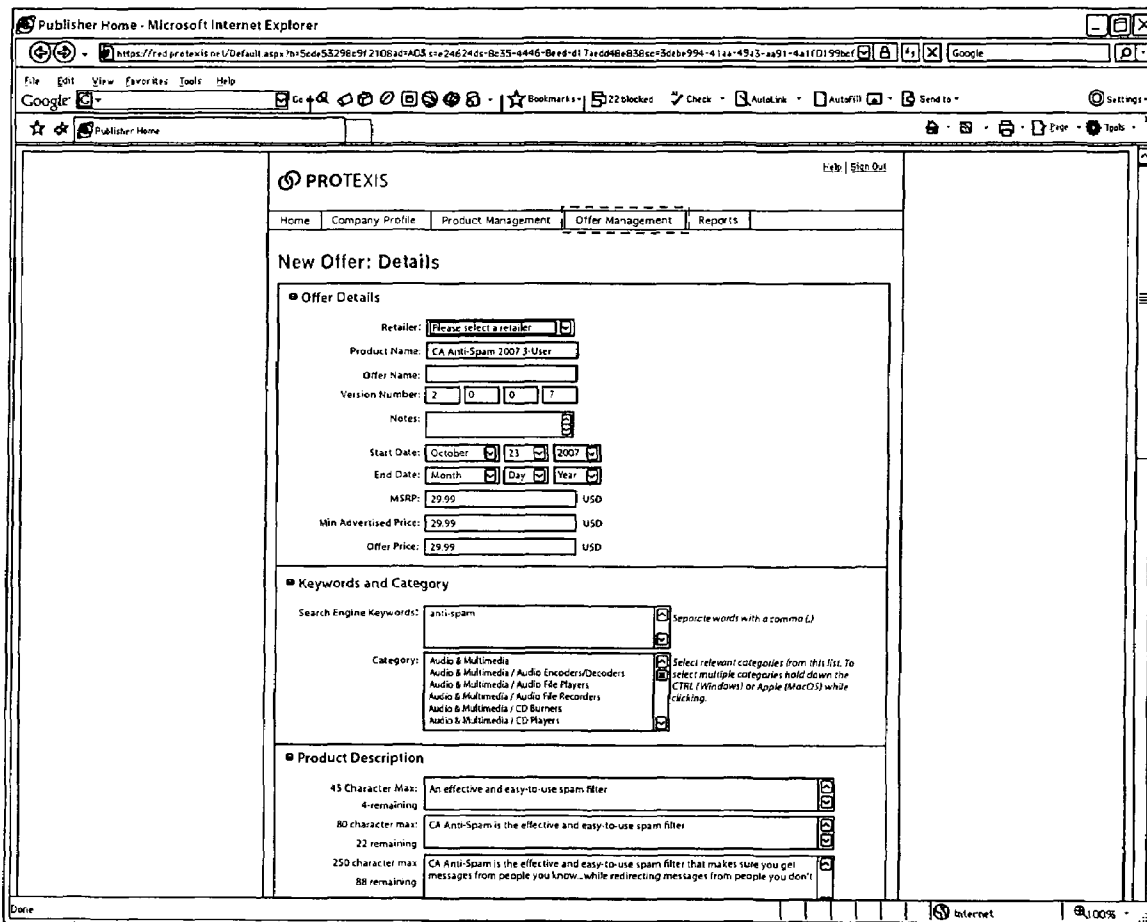 Publisher Home - Microsoft Internet Explorer
Google
File Edit View Favorites Tools Help
Google Go Bookmarks 22 blocked Check AutoLink AutoFill Send to Settings
Publisher Home Page Tools
Help | Sign Out
PROTEXIS
Home Company Profile Product Management Offer Management Reports
New Offer: Details
Offer Details
Retailer: Please select a retailer
Product Name: CA Anti-Spam 2007 3-User
Offer Name:
Version Number: 2 0 0 7
Notes:
Start Date: October 23 2007
End Date: Month Day Year
MSRP: 29.99 USD
Min Advertised Price: 29.99 USD
Offer Price: 29.99 USD
Keywords and Category
Search Engine Keywords: anti-spam Separate words with a comma (,)
Category: Audio & Multimedia
Audio & Multimedia / Audio Encoders/Decoders
Audio & Multimedia / Audio File Players
Audio & Multimedia / Audio File Recorders
Audio & Multimedia / CD Burners
Audio & Multimedia / CD Players
Select relevant categories from this list. To
select multiple categories hold down the
CTRL (Windows) or Apple (MacOS) while
clicking.
Product Description
45 Character Max: An effective and easy-to-use spam filter
4 remaining
80 character max: CA Anti-Spam is the effective and easy-to-use spam filter
22 remaining
250 character max CA Anti-Spam is the effective and easy-to-use spam filter that makes sure you get
88 remaining messages from people you know...while redirecting messages from people you don't
Done Internet 100%